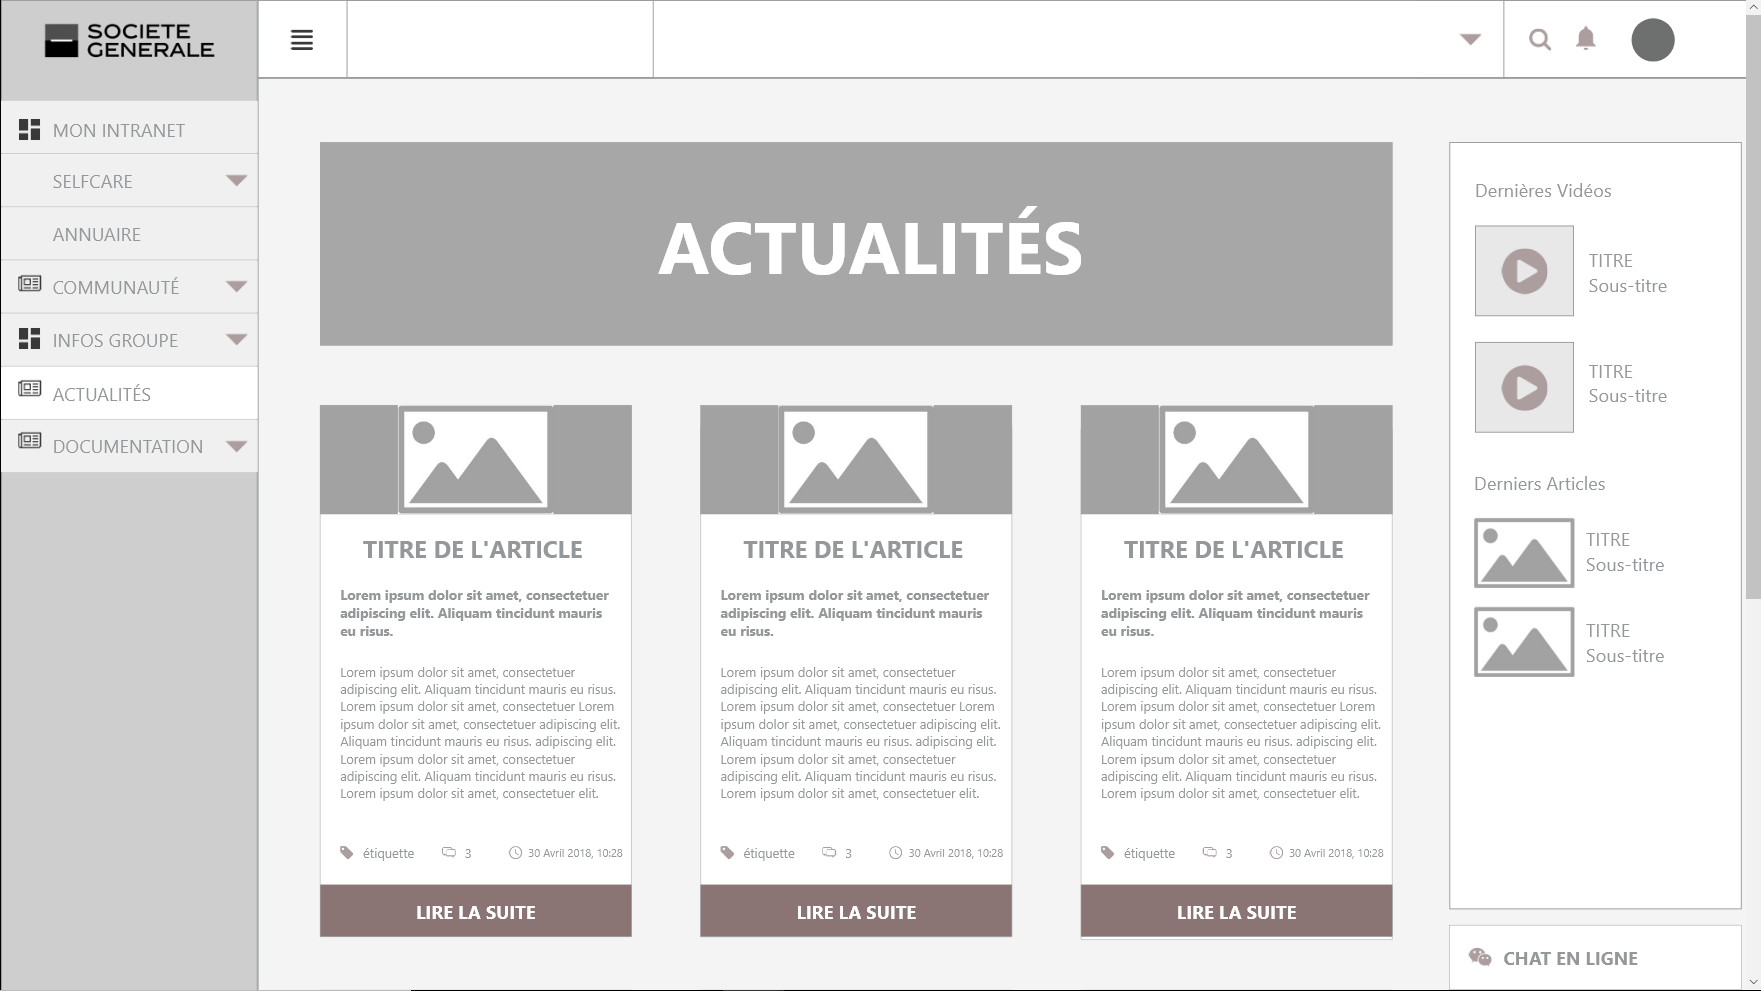 SOCIETE
GENERALE
MON INTRANET
SELFCARE
ANNUAIRE
COMMUNAUTÉ
INFOS GROUPE
ACTUALITÉS
DOCUMENTATION
ACTUALITÉS
TITRE DE L'ARTICLE
Lorem ipsum dolor sit amet, consectetuer
adipiscing elit. Aliquam tincidunt mauris
eu risus.
Lorem ipsum dolor sit amet, consectetuer
adipiscing elit. Aliquam tincidunt mauris eu risus.
Lorem ipsum dolor sit amet, consectetuer Lorem
ipsum dolor sit amet, consectetuer adipiscing elit.
Aliquam tincidunt mauris eu risus. adipiscing elit.
Lorem ipsum dolor sit amet, consectetuer
adipiscing elit. Aliquam tincidunt mauris eu risus.
Lorem ipsum dolor sit amet, consectetuer elit.
étiquette 3 30 Avril 2018, 10:28
LIRE LA SUITE
TITRE DE L'ARTICLE
Lorem ipsum dolor sit amet, consectetuer
adipiscing elit. Aliquam tincidunt mauris
eu risus.
Lorem ipsum dolor sit amet, consectetuer
adipiscing elit. Aliquam tincidunt mauris eu risus.
Lorem ipsum dolor sit amet, consectetuer Lorem
ipsum dolor sit amet, consectetuer adipiscing elit.
Aliquam tincidunt mauris eu risus. adipiscing elit.
Lorem ipsum dolor sit amet, consectetuer
adipiscing elit. Aliquam tincidunt mauris eu risus.
Lorem ipsum dolor sit amet, consectetuer elit.
étiquette 3 30 Avril 2018, 10:28
LIRE LA SUITE
TITRE DE L'ARTICLE
Lorem ipsum dolor sit amet, consectetuer
adipiscing elit. Aliquam tincidunt mauris
eu risus.
Lorem ipsum dolor sit amet, consectetuer
adipiscing elit. Aliquam tincidunt mauris eu risus.
Lorem ipsum dolor sit amet, consectetuer Lorem
ipsum dolor sit amet, consectetuer adipiscing elit.
Aliquam tincidunt mauris eu risus. adipiscing elit.
Lorem ipsum dolor sit amet, consectetuer
adipiscing elit. Aliquam tincidunt mauris eu risus.
Lorem ipsum dolor sit amet, consectetuer elit.
étiquette 3 30 Avril 2018, 10:28
LIRE LA SUITE
Dernières Vidéos
TITRE
Sous-titre
TITRE
Sous-titre
Derniers Articles
TITRE
Sous-titre
TITRE
Sous-titre
CHAT EN LIGNE